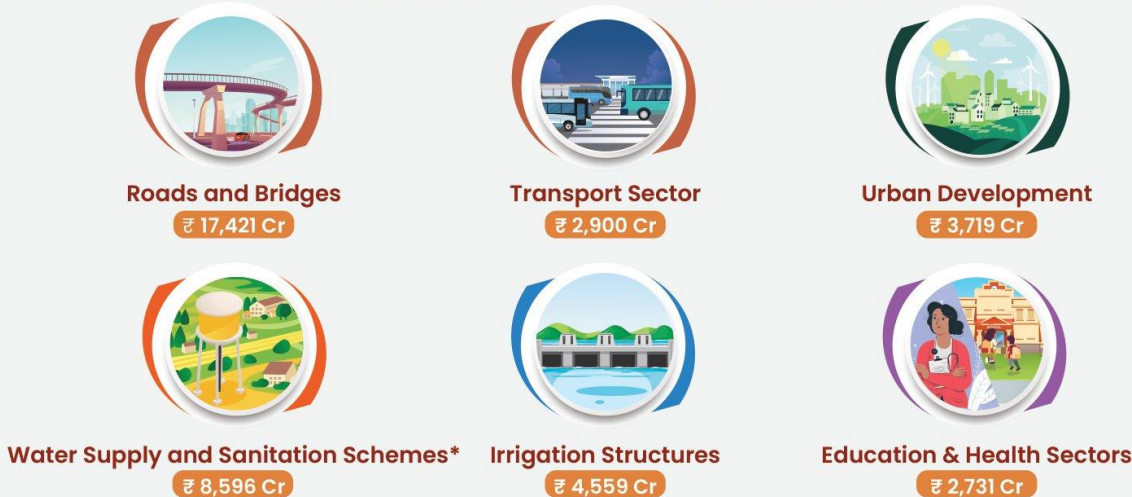 Roads and Bridges
₹ 17,421 Cr
Transport Sector
₹ 2,900 Cr
Urban Development
₹ 3,719 Cr
Water Supply and Sanitation Schemes*
₹ 8,596 Cr
Irrigation Structures
₹ 4,559 Cr
Education & Health Sectors
₹ 2,731 Cr